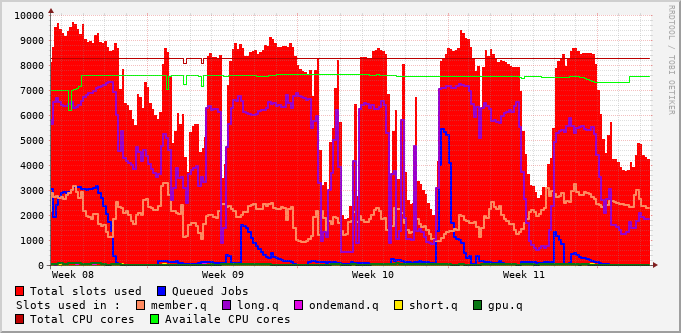 RRDTOOL / TOBI OETIKER
10000
9000
8000
7000
6000
5000
4000
3000
2000
1000
0
Week 08 Week 09 Week 10 Week 11
Total slots used Queued Jobs
Slots used in : member.q long.q ondemand.q short.q gpu.q
Total CPU cores Availale CPU cores